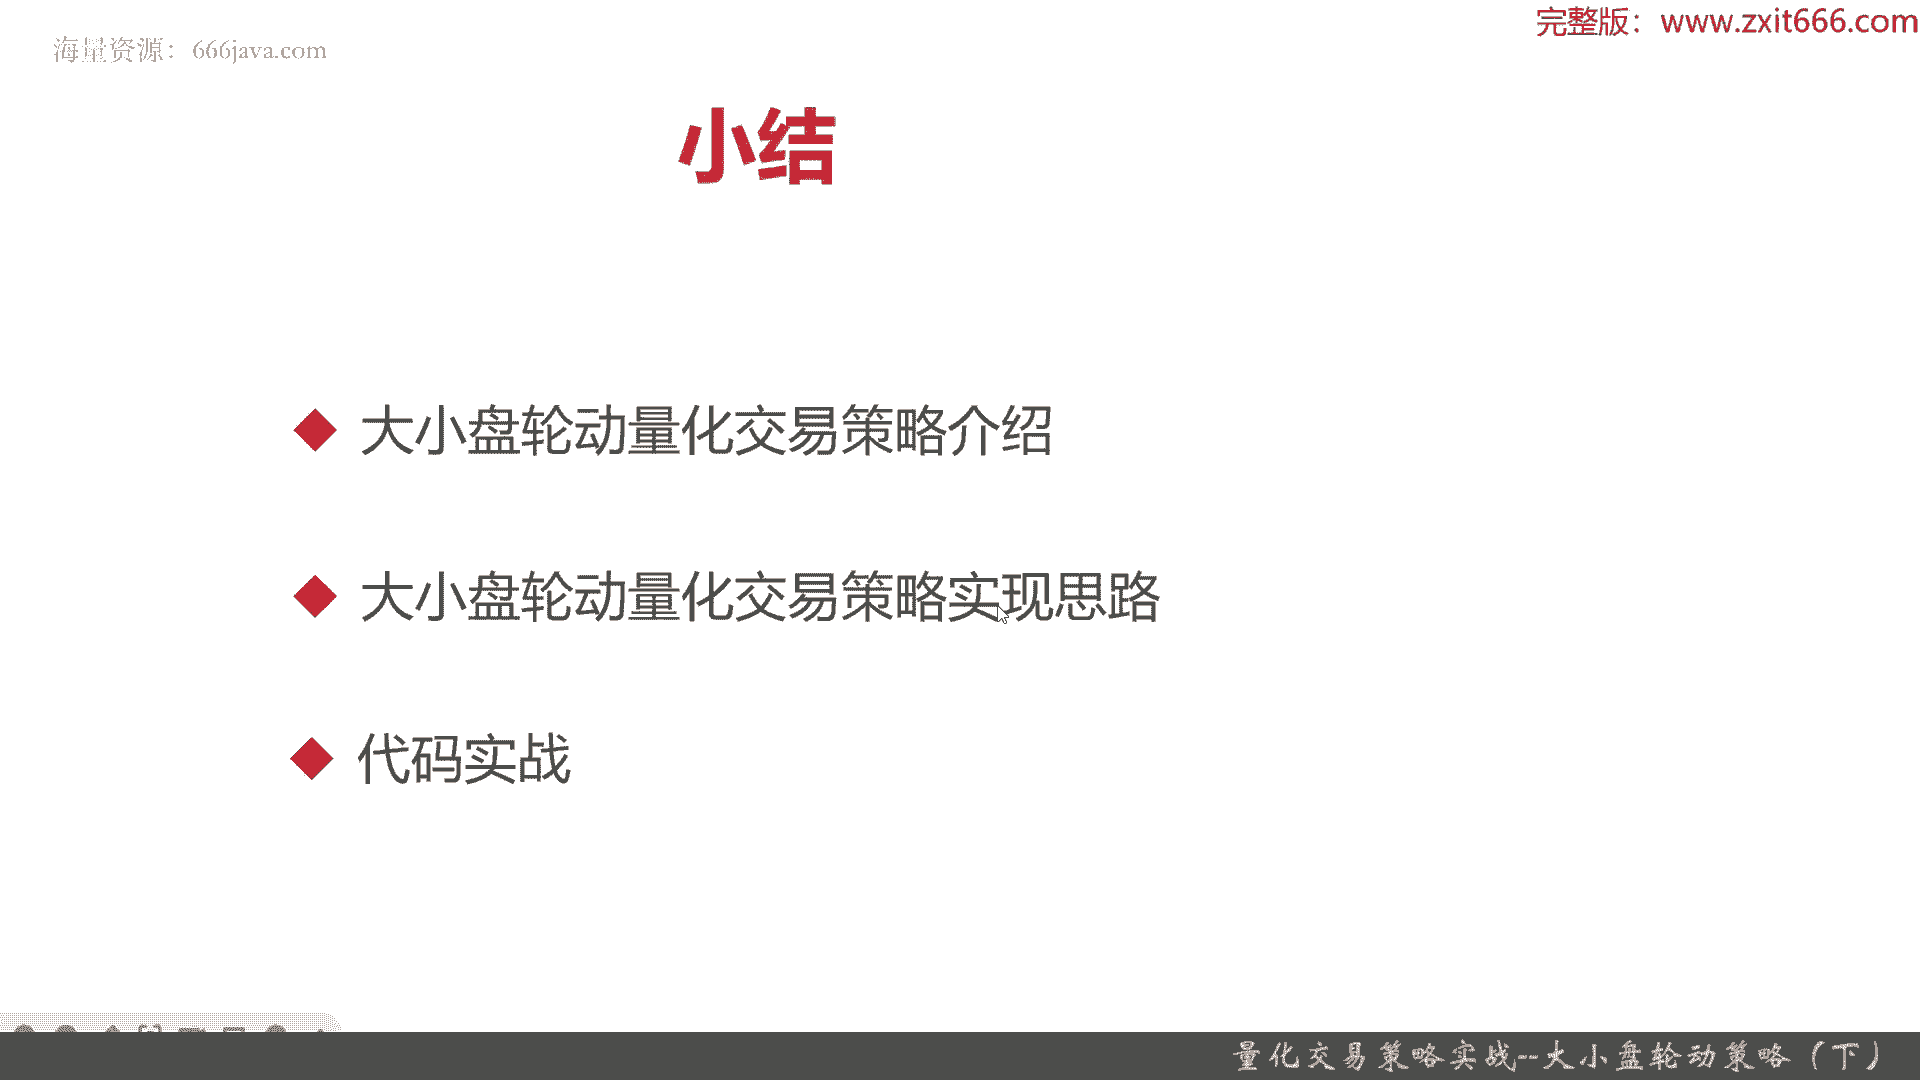 完整版：www.zxit666.com
海量资源：666java.com
小结
大小盘轮动量化交易策略介绍
大小盘轮动量化交易策略实现思路
代码实战
量化交易策略实战--大小盘轮动策略（下）